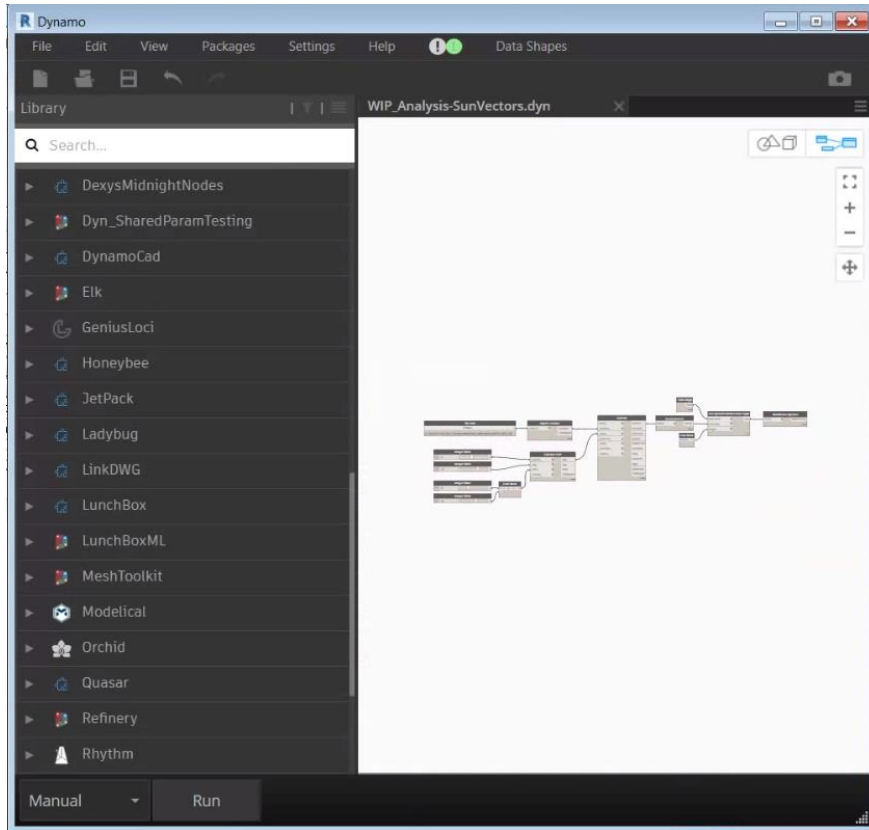 R Dynamo
File Edit View Packages Settings Help Data Shapes
Library
WIP_Analysis-SunVectors.dyn
Search...
DexysMidnightNodes
Dyn_SharedParamTesting
DynamoCad
Elk
GeniusLoci
Honeybee
JetPack
Ladybug
LinkDWG
LunchBox
LunchBoxML
MeshToolkit
Modelical
Orchid
Quasar
Refinery
Rhythm
Manual
Run